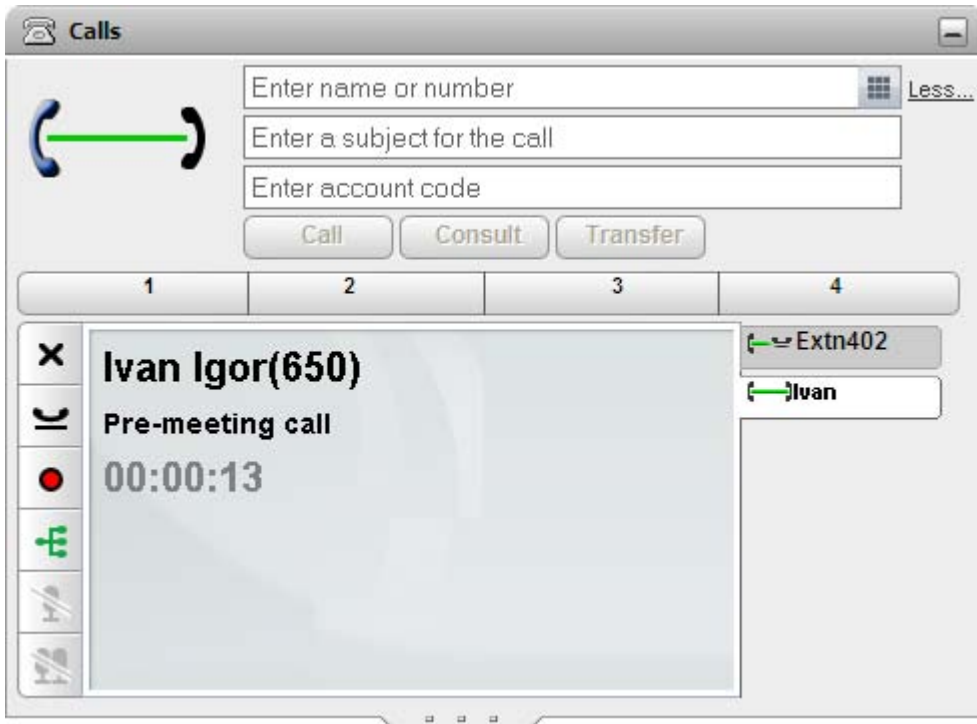 Calls
Enter name or number
Less...
Enter a subject for the call
Enter account code
Call Consult Transfer
1 2 3 4
Extn402
Ivan Igor(650)
Ivan
Pre-meeting call
00:00:13